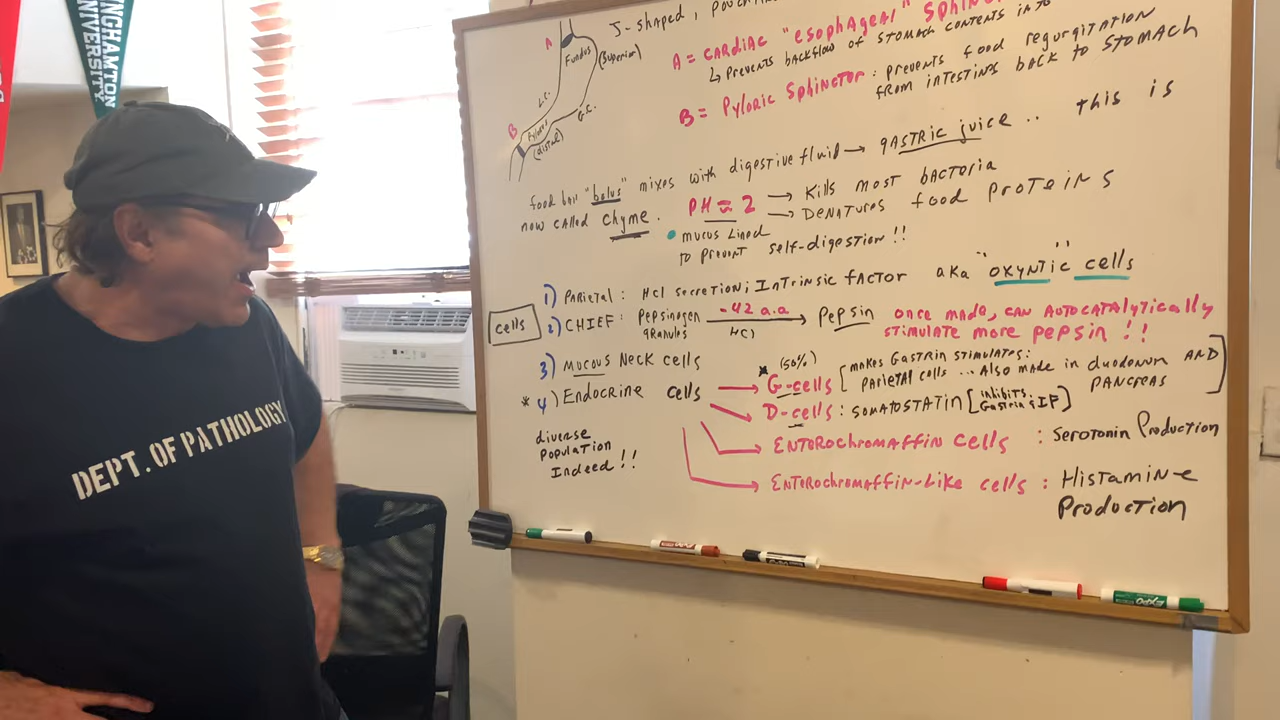 NGHAMTON
UNIVERSITY
DEPT. OF PATHOLOGY
J-shaped,
A
Fundus
(Superior)
L.C.
G.C.
B
Pylorus
(distal)
A = CARDIAC "esophageal"
↳ Prevents backflow of stomach contents into
B = Pyloric Sphinctor : prevents food regurgitation
from intestines back to stomach
this is
food ball "bolus" mixes with digestive fluid → gastric juice ..
now called chyme.
PH ≈ 2 → Kills most bacteria
→ Denatures food proteins
• mucus Lined
to prevent self-digestion!!
cells
1) PARIETAL : HCl secretion; Intrinsic factor aka "oxyntic" cells
2) CHIEF : Pepsinogen granules -42 a.a HCl → Pepsin once made, can autocatalytically
stimulate more pepsin !!
3) Mucous Neck cells
* 4) Endocrine cells
* (50%)
→ G-cells [makes Gastrin stimulates:
Parietal cells ... Also made in duodenum AND
PANCREAS]
→ D-cells : somatostatin [inhibits Gastrin ; IF]
→ Enterochromaffin cells : Serotonin Production
→ Enterochromaffin-Like cells : Histamine
Production
diverse
Population
Indeed !!
EXPO